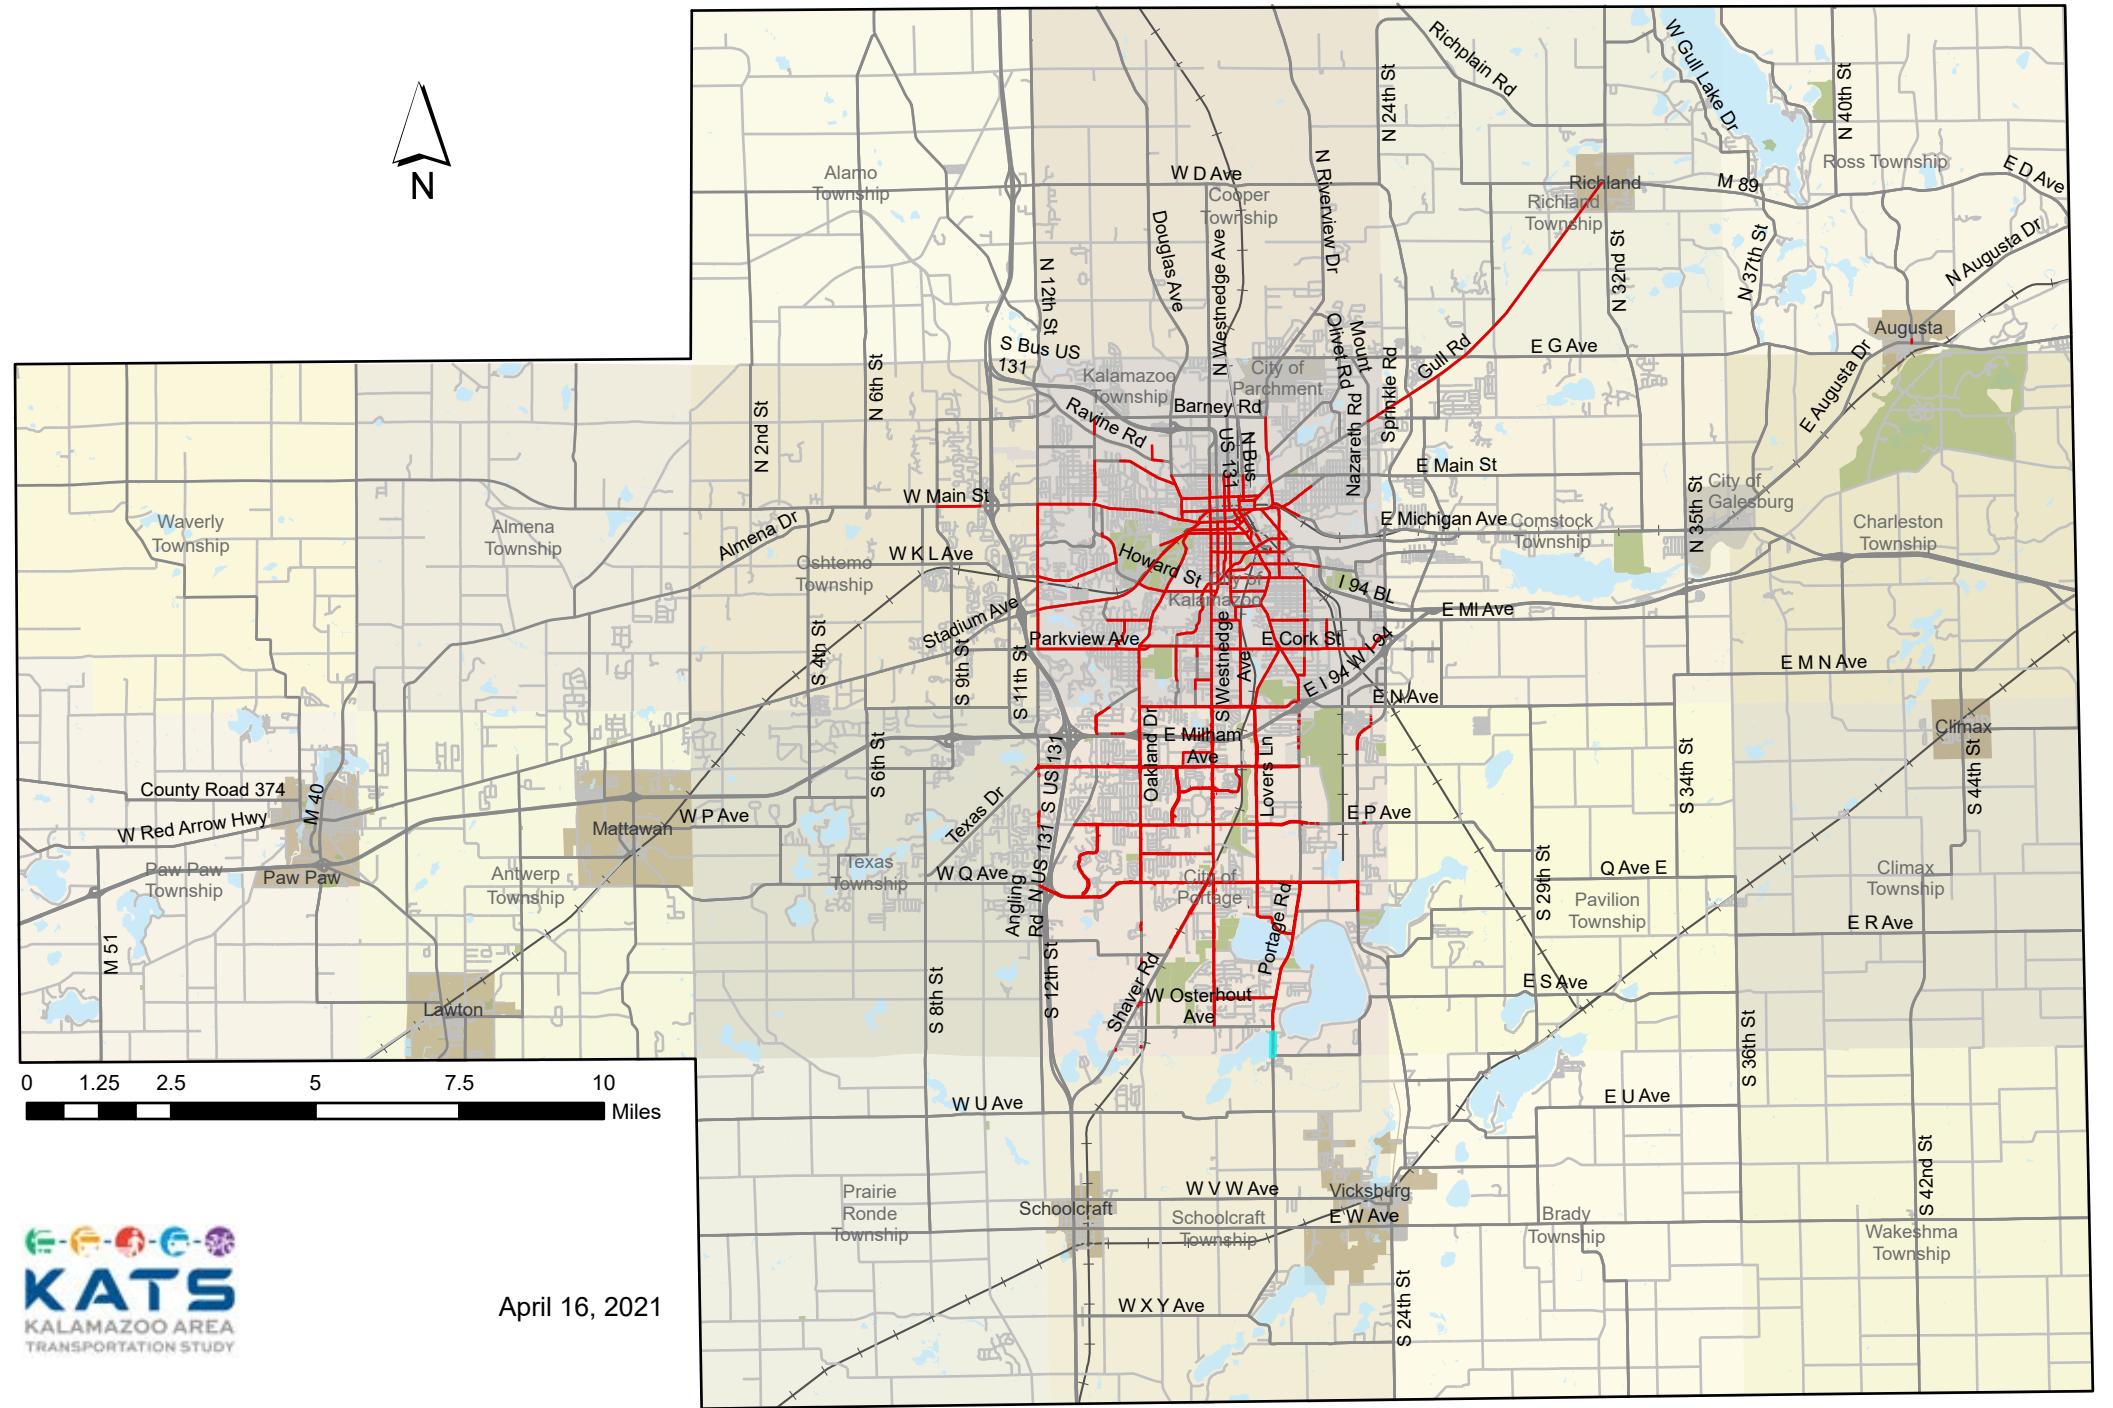 Richplain Rd
W Gull Lake Dr
N 24th St
N 40th St
Ross Township
E D Ave
Alamo
Township
W D Ave
Cooper
Township
N Riverview Dr
Richland
Richland
Township
M 89
N
Douglas Ave
N Westnedge Ave
N 12th St
N 32nd St
N 37th St
N Augusta Dr
S Bus US
131
N 6th St
Kalamazoo
Township
City of
Parchment
Mount
Olivet Rd
Sprinkle Rd
Gull Rd
E G Ave
Augusta
E Augusta Dr
N 2nd St
Ravine Rd
Barney Rd
N Bus
US 131
Nazareth Rd
E Main St
W Main St
N 35th St
City of
Galesburg
Waverly
Township
Almena
Township
Almena Dr
E Michigan Ave
Comstock
Township
Charleston
Township
W K L Ave
Oshtemo
Township
Howard St
City of
Kalamazoo
I 94 BL
E MI Ave
Stadium Ave
S 4th St
S 9th St
S 11th St
Parkview Ave
S Westnedge
Ave
E Cork St
E I 94
W I 94
E M N Ave
E N Ave
Climax
S 6th St
S US 131
Oakland Dr
E Milham
Ave
Lovers Ln
S 34th St
S 44th St
County Road 374
M 40
W Red Arrow Hwy
Mattawan
W P Ave
Texas Dr
E P Ave
Paw Paw
Township
Paw Paw
Antwerp
Township
Texas
Township
W Q Ave
Angling
Rd
N US 131
City of
Portage
Portage Rd
S 29th St
Q Ave E
Pavilion
Township
Climax
Township
E R Ave
M 51
Lawton
S 8th St
S 12th St
Shaver Rd
W Osterhout
Ave
E S Ave
S 36th St
0 1.25 2.5 5 7.5 10
Miles
W U Ave
E U Ave
S 42nd St
Prairie
Ronde
Township
Schoolcraft
W V W Ave
Schoolcraft
Township
Vicksburg
E W Ave
Brady
Township
Wakeshma
Township
W X Y Ave
S 24th St
KATS
KALAMAZOO AREA
TRANSPORTATION STUDY
April 16, 2021